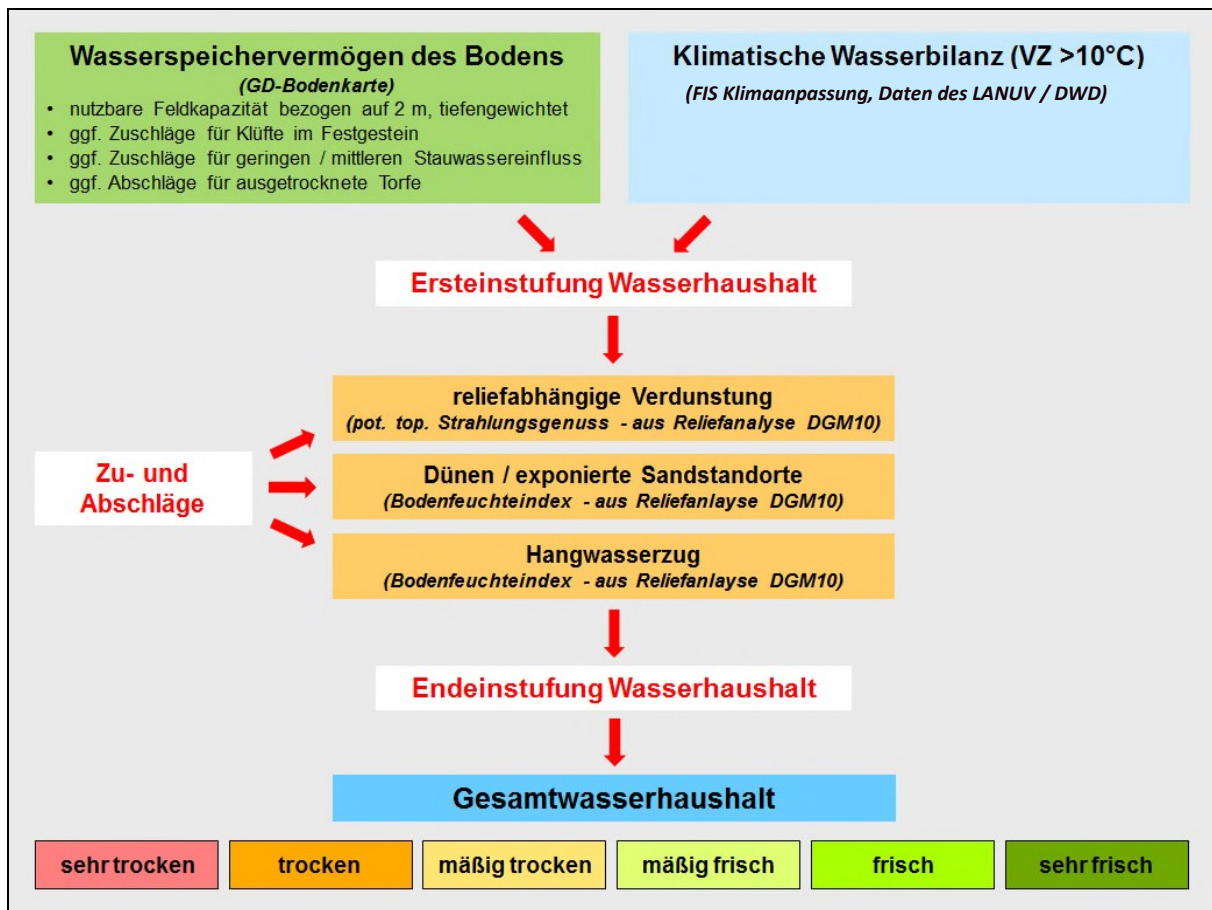 Wasserspeichervermögen des Bodens
(GD-Bodenkarte)
• nutzbare Feldkapazität bezogen auf 2 m, tiefengewichtet
• ggf. Zuschläge für Klüfte im Festgestein
• ggf. Zuschläge für geringen / mittleren Stauwassereinfluss
• ggf. Abschläge für ausgetrocknete Torfe
Klimatische Wasserbilanz (VZ >10°C)
(FIS Klimaanpassung, Daten des LANUV / DWD)
Ersteinstufung Wasserhaushalt
Zu- und
Abschläge
reliefabhängige Verdunstung
(pot. top. Strahlungsgenuss - aus Reliefanalyse DGM10)
Dünen / exponierte Sandstandorte
(Bodenfeuchteindex - aus Reliefanlayse DGM10)
Hangwasserzug
(Bodenfeuchteindex - aus Reliefanlayse DGM10)
Endeinstufung Wasserhaushalt
Gesamtwasserhaushalt
sehr trocken
trocken
mäßig trocken
mäßig frisch
frisch
sehr frisch